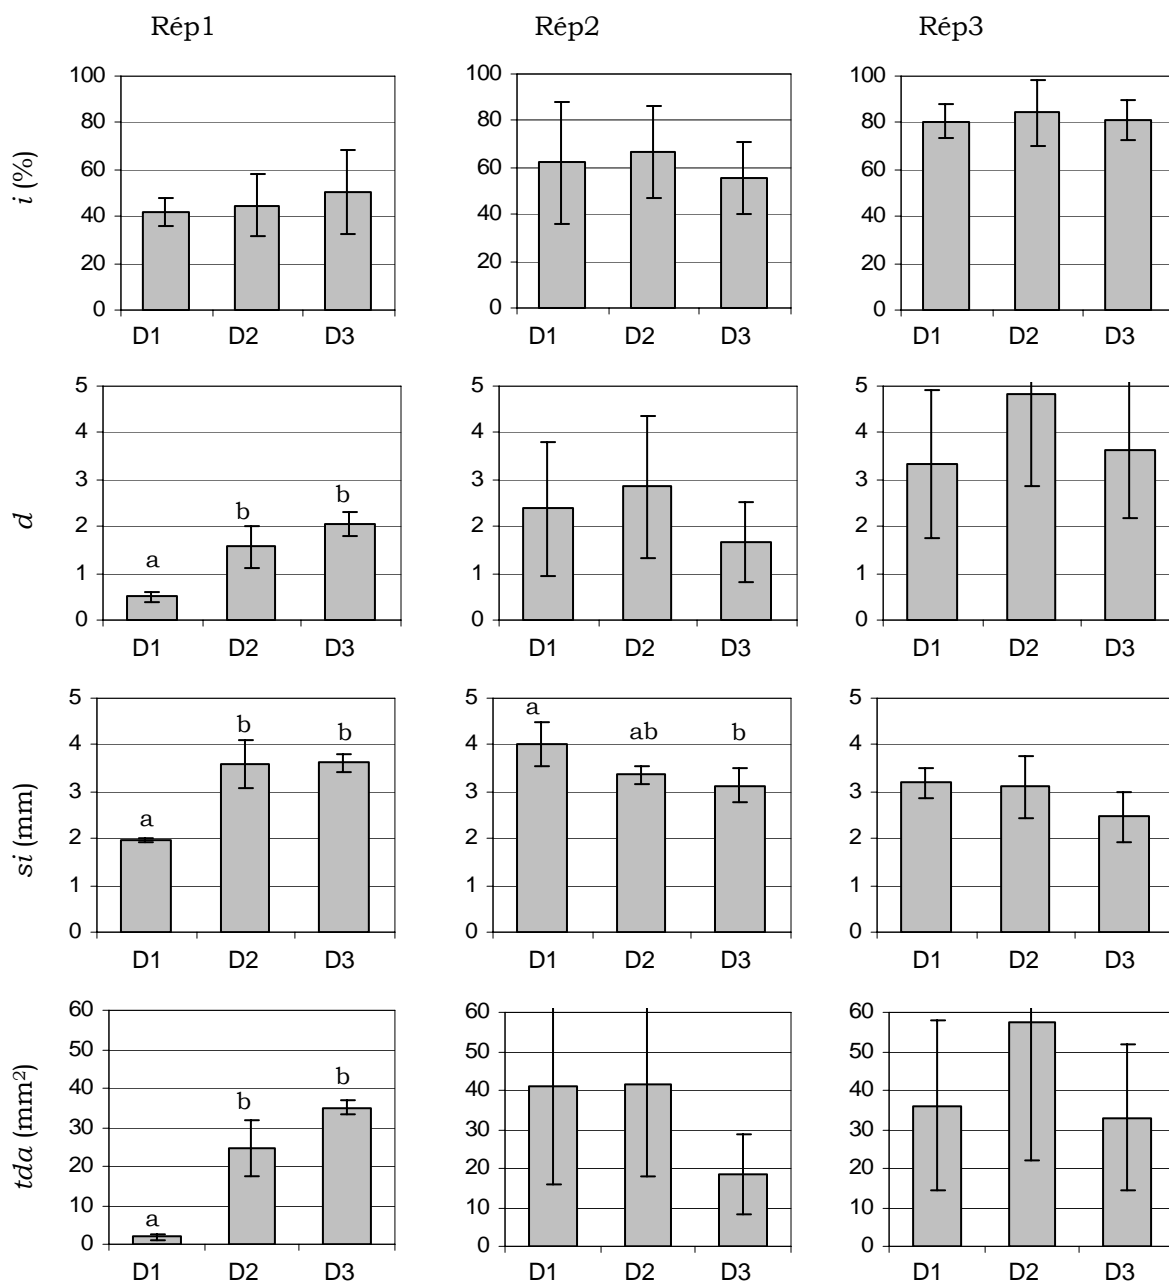 Rép1 Rép2 Rép3
i (%)
100 100 100
80 80 80
60 60 60
40 40 40
20 20 20
0 0 0
D1 D2 D3 D1 D2 D3 D1 D2 D3
d
5 5 5
4 4 4
3 3 3
b b
2 2 2
a
1 1 1
0 0 0
D1 D2 D3 D1 D2 D3 D1 D2 D3
si (mm)
5 5 5
b b a ab b
4 4 4
3 3 3
a
2 2 2
1 1 1
0 0 0
D1 D2 D3 D1 D2 D3 D1 D2 D3
tda (mm²)
60 60 60
50 50 50
b b
40 40 40
30 30 30
20 20 20
10 10 10
a
0 0 0
D1 D2 D3 D1 D2 D3 D1 D2 D3